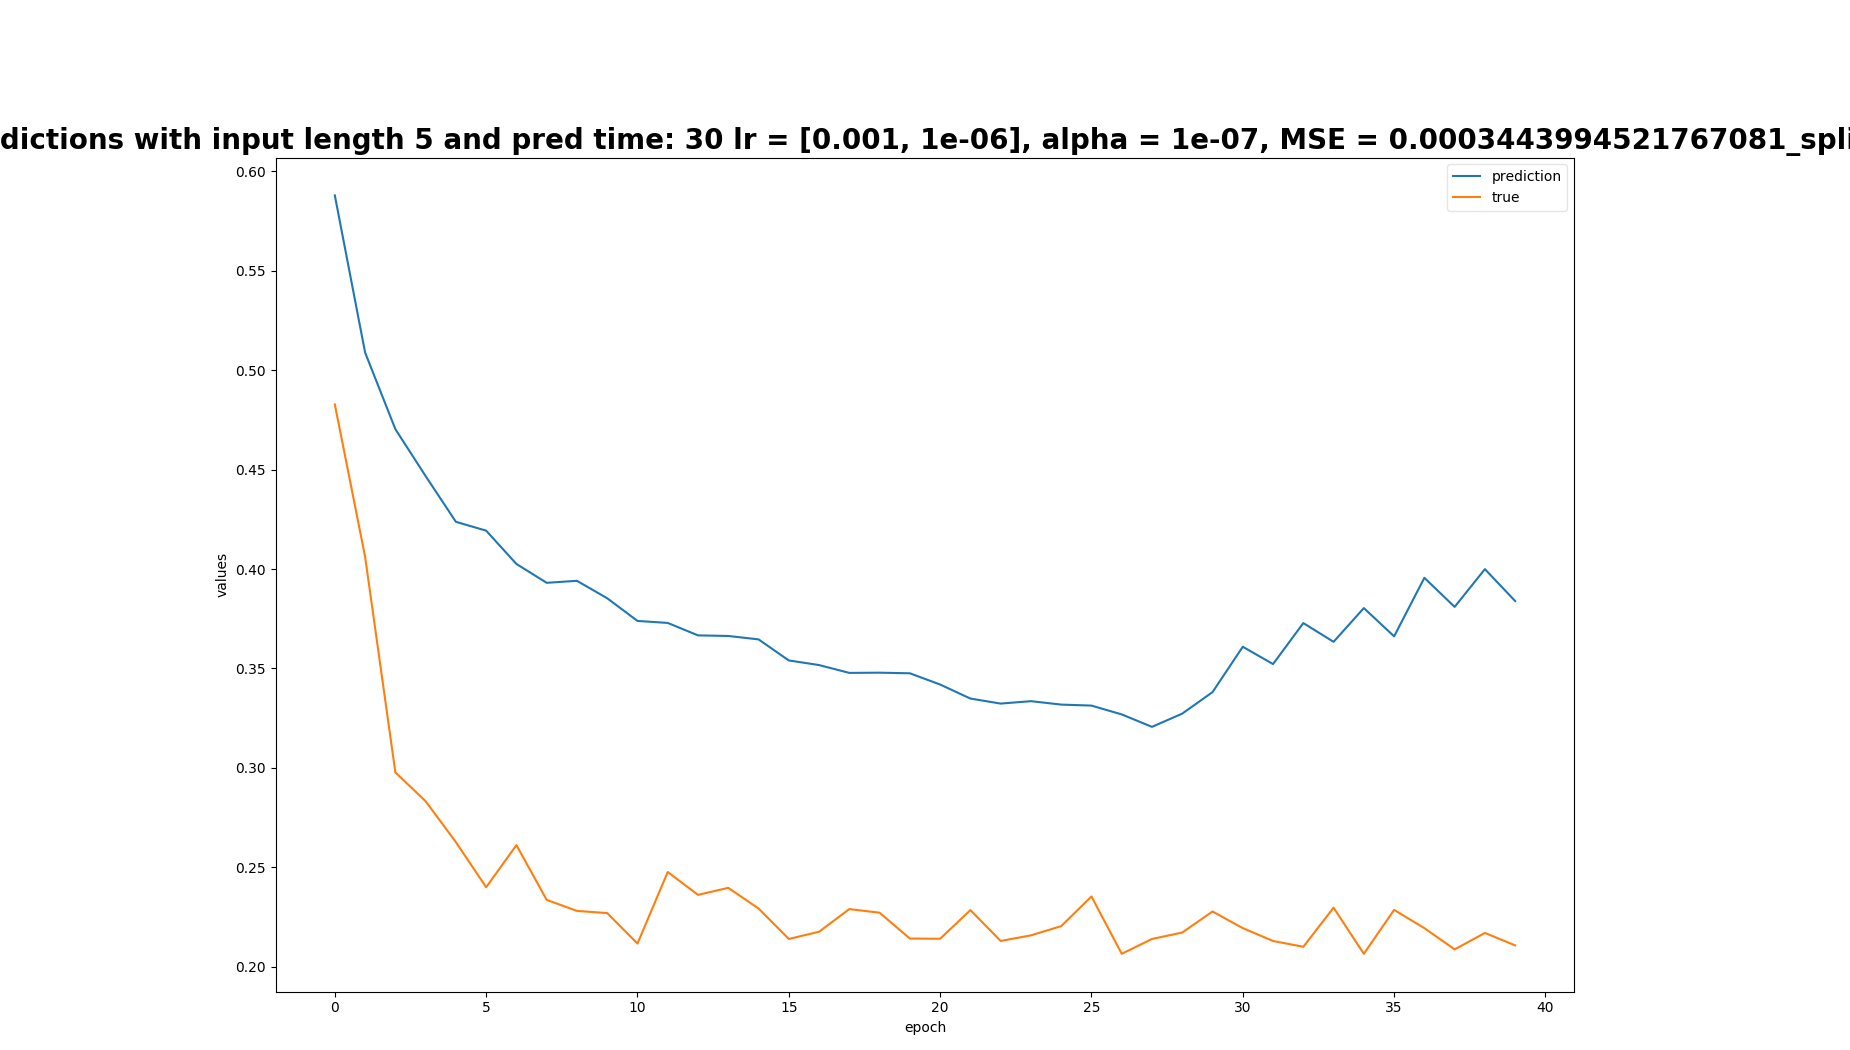 dictions with input length 5 and pred time: 30 lr = [0.001, 1e-06], alpha = 1e-07, MSE = 0.0003443994521767081_spli
prediction
true
0.60
0.55
0.50
0.45
0.40
0.35
0.30
0.25
0.20
values
0 5 10 15 20 25 30 35 40
epoch